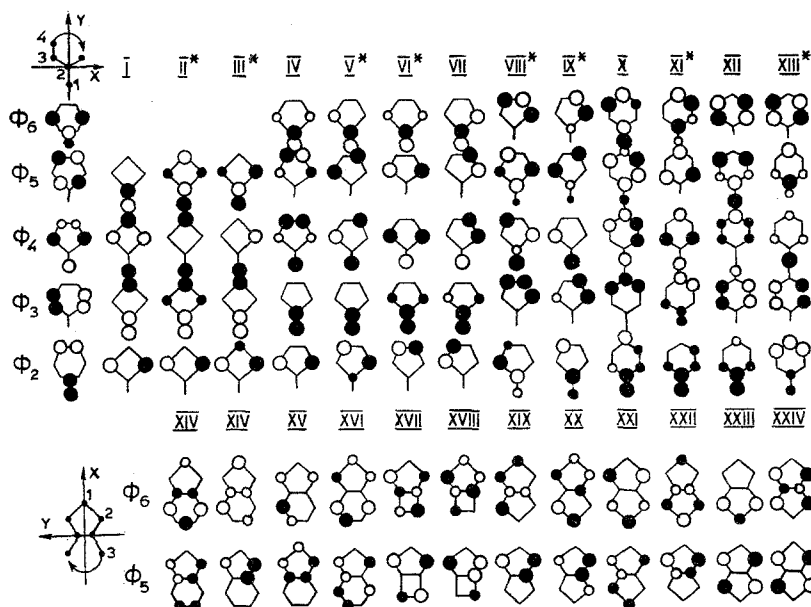 Y
4
3
2
1
X
I II* III* IV V* VI* VII VIII* IX* X XI* XII XIII*
Φ6
Φ5
Φ4
Φ3
Φ2
XIV XIV XV XVI XVII XVIII XIX XX XXI XXII XXIII XXIV
X
1
2
Y
3
Φ6
Φ5